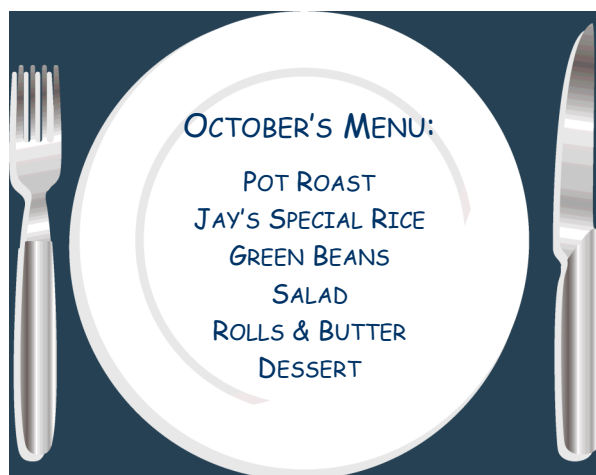 October's Menu:
Pot Roast
Jay's Special Rice
Green Beans
Salad
Rolls & Butter
Dessert